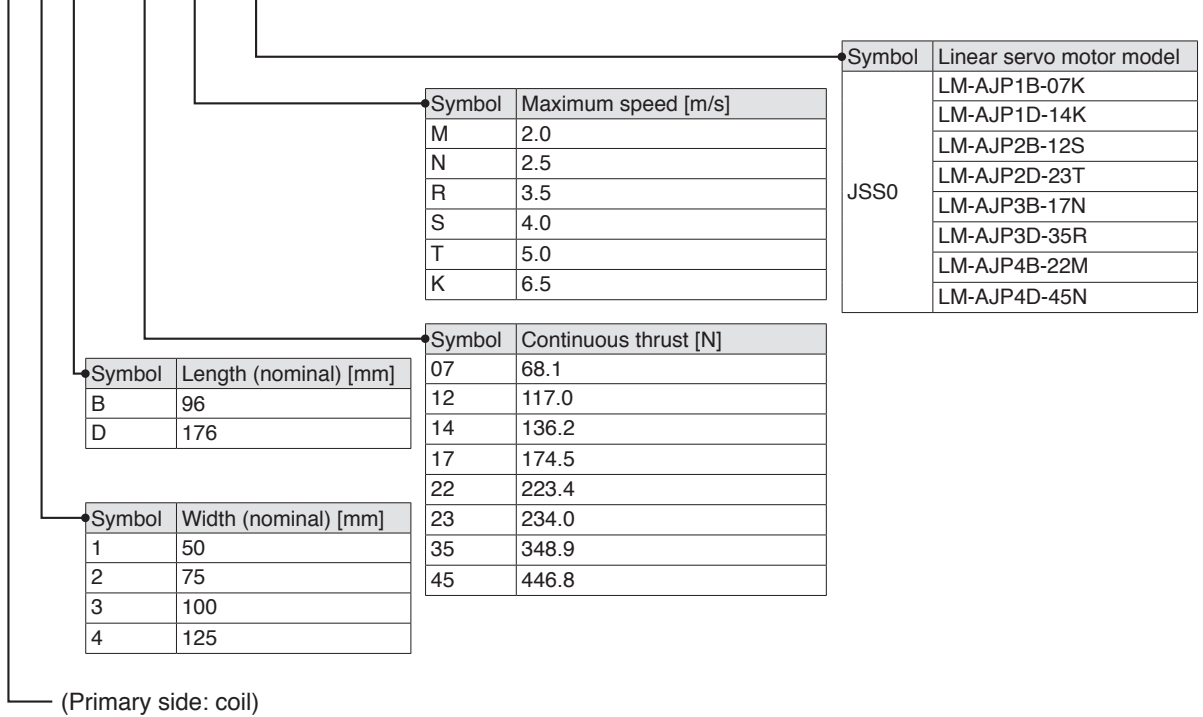 Symbol Linear servo motor model
JSS0
LM-AJP1B-07K
LM-AJP1D-14K
LM-AJP2B-12S
LM-AJP2D-23T
LM-AJP3B-17N
LM-AJP3D-35R
LM-AJP4B-22M
LM-AJP4D-45N
Symbol Maximum speed [m/s]
M 2.0
N 2.5
R 3.5
S 4.0
T 5.0
K 6.5
Symbol Continuous thrust [N]
07 68.1
12 117.0
14 136.2
17 174.5
22 223.4
23 234.0
35 348.9
45 446.8
Symbol Length (nominal) [mm]
B 96
D 176
Symbol Width (nominal) [mm]
1 50
2 75
3 100
4 125
(Primary side: coil)